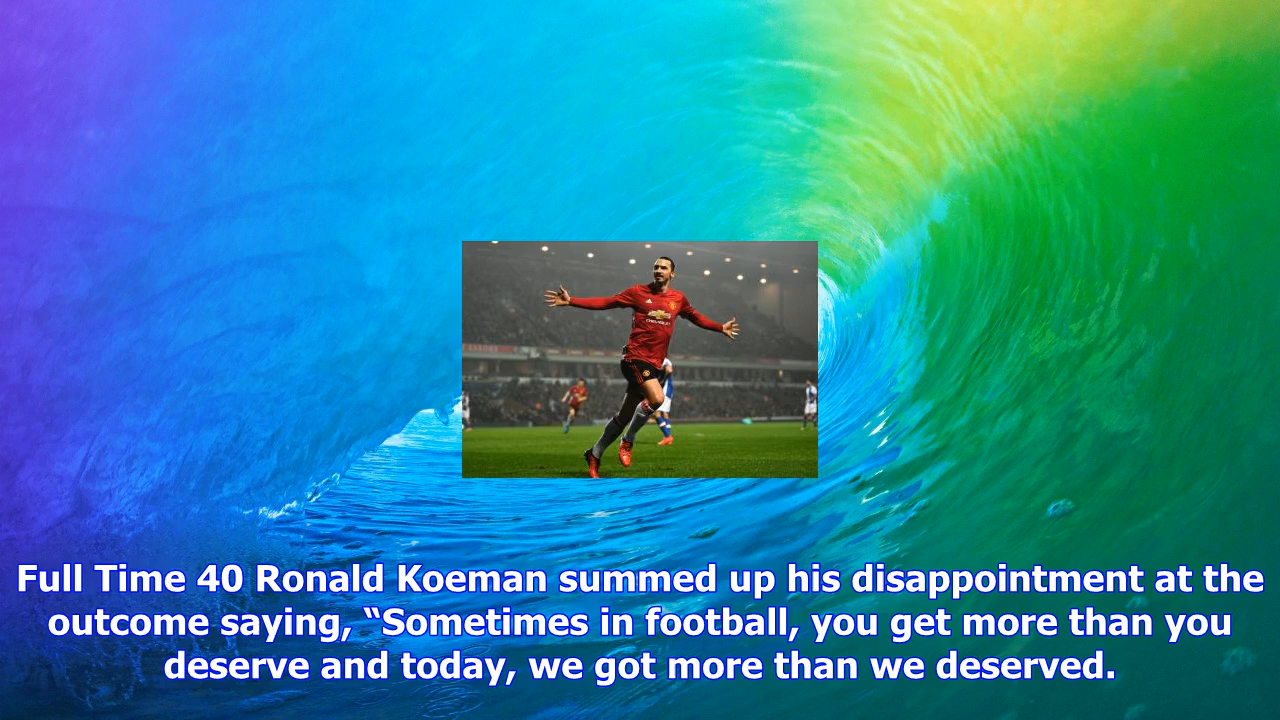 CHEVROLET
Full Time 40 Ronald Koeman summed up his disappointment at the
outcome saying, “Sometimes in football, you get more than you
deserve and today, we got more than we deserved.